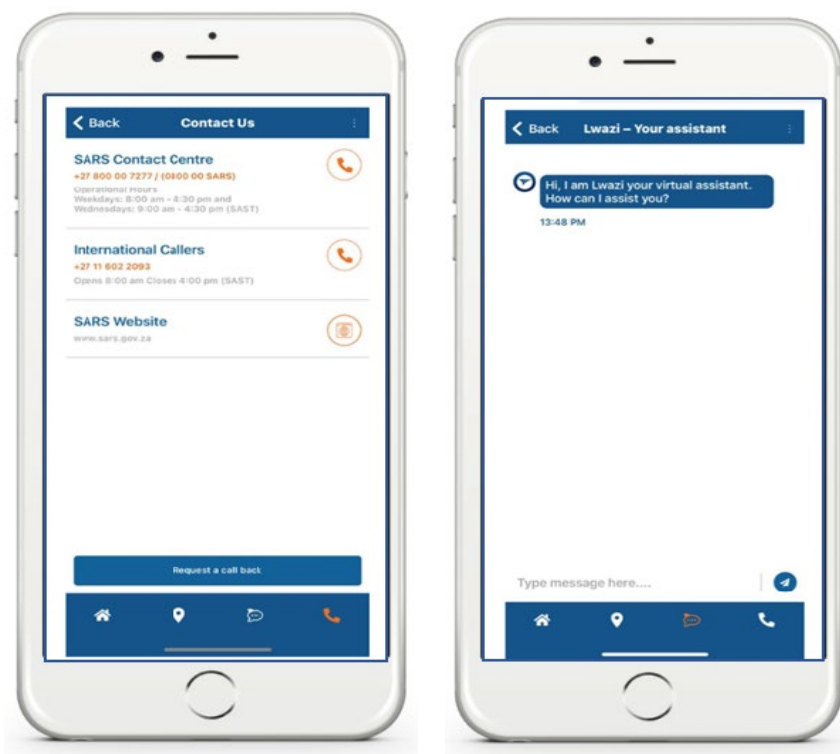 Back Contact Us
SARS Contact Centre
+27 800 00 7277 / (0800 00 SARS)
Operational Hours
Weekdays: 8:00 am - 4:30 pm and
Wednesdays: 9:00 am - 4:30 pm (SAST)
International Callers
+27 11 602 2093
Opens 8:00 am Closes 4:00 pm (SAST)
SARS Website
www.sars.gov.za
Request a call back
Back Lwazi – Your assistant
Hi, I am Lwazi your virtual assistant.
How can I assist you?
13:48 PM
Type message here....